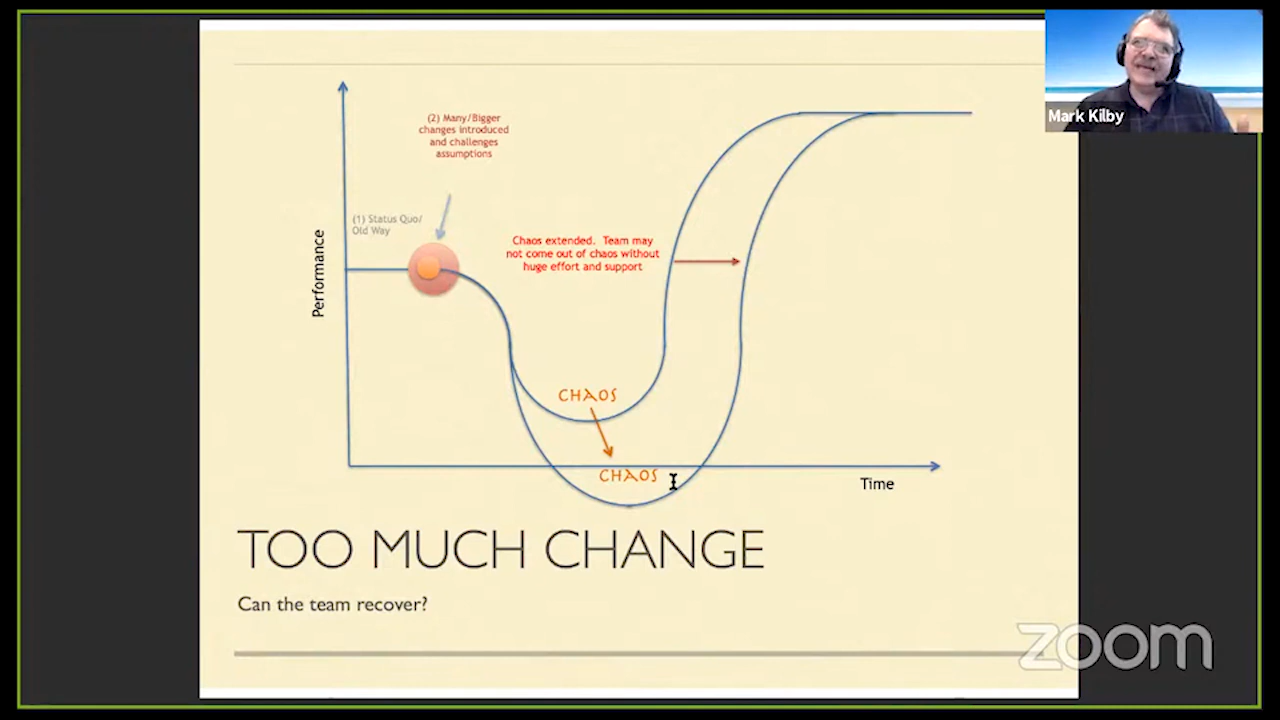 Mark Kilby
(2) Many/Bigger
changes introduced
and challenges
assumptions
(1) Status Quo/
Old Way
Chaos extended. Team may
not come out of chaos without
huge effort and support
Performance
CHAOS
CHAOS
Time
TOO MUCH CHANGE
Can the team recover?
zoom